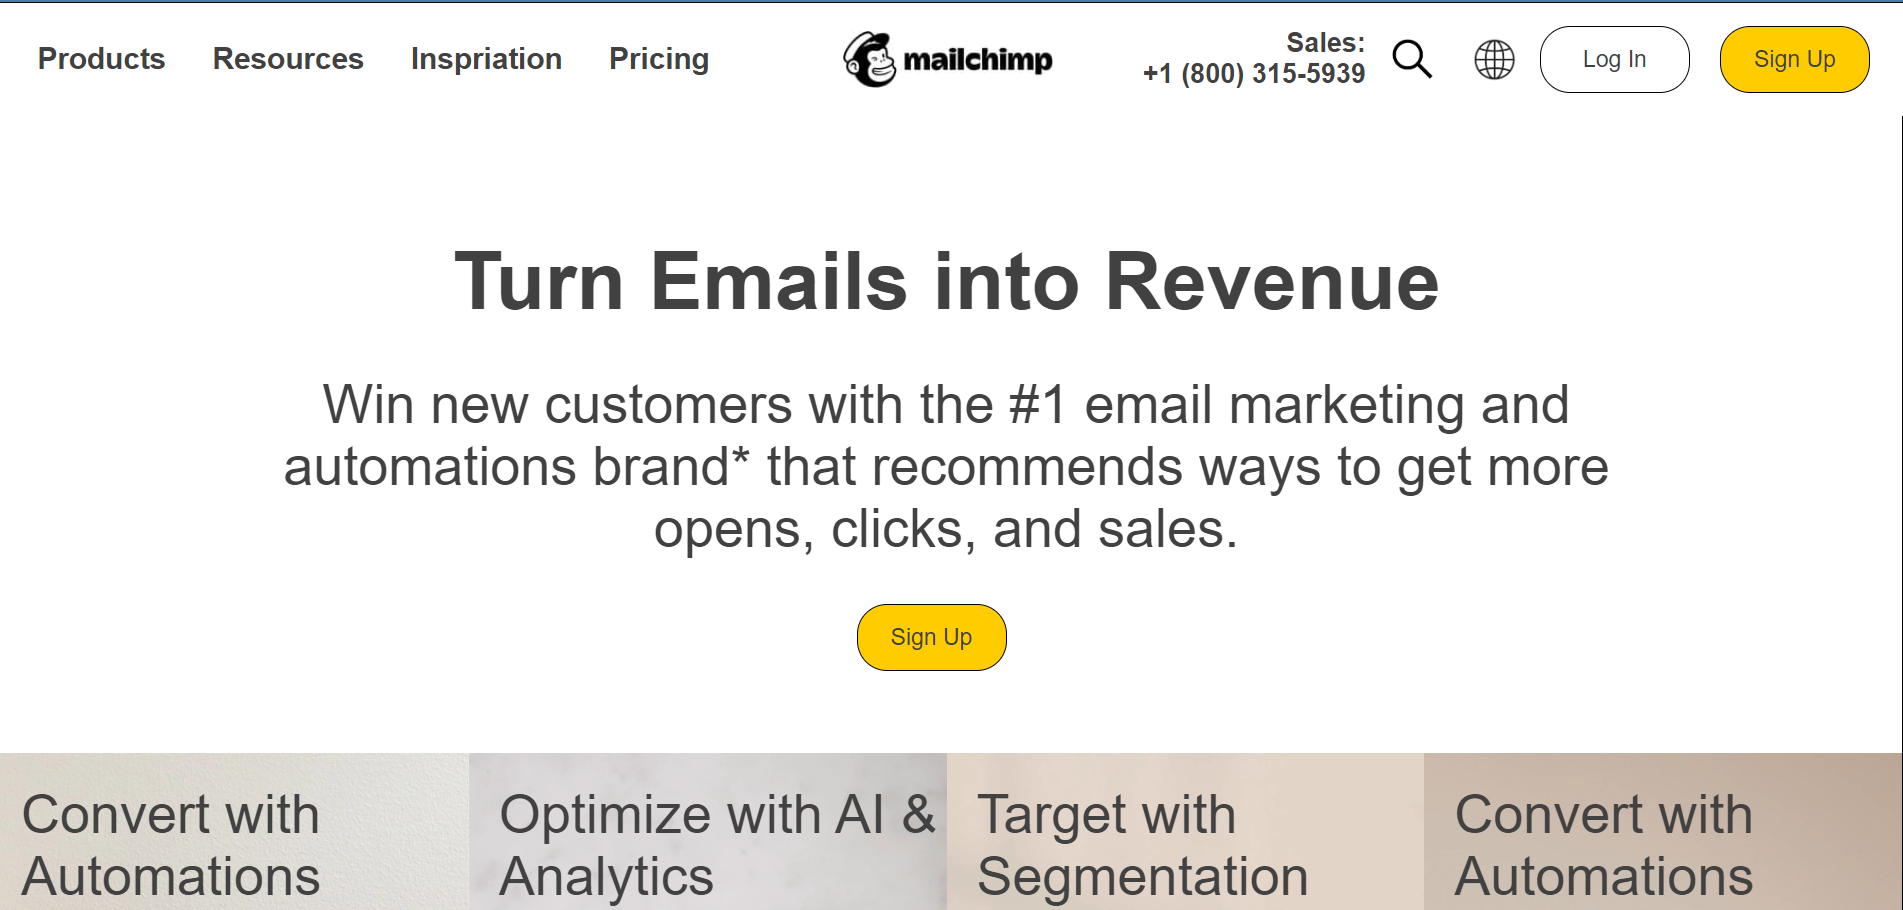 Products Resources Inspriation Pricing
mailchimp
Sales:
+1 (800) 315-5939
Log In
Sign Up
Turn Emails into Revenue
Win new customers with the #1 email marketing and
automations brand* that recommends ways to get more
opens, clicks, and sales.
Sign Up
Convert with
Automations
Optimize with AI &
Analytics
Target with
Segmentation
Convert with
Automations